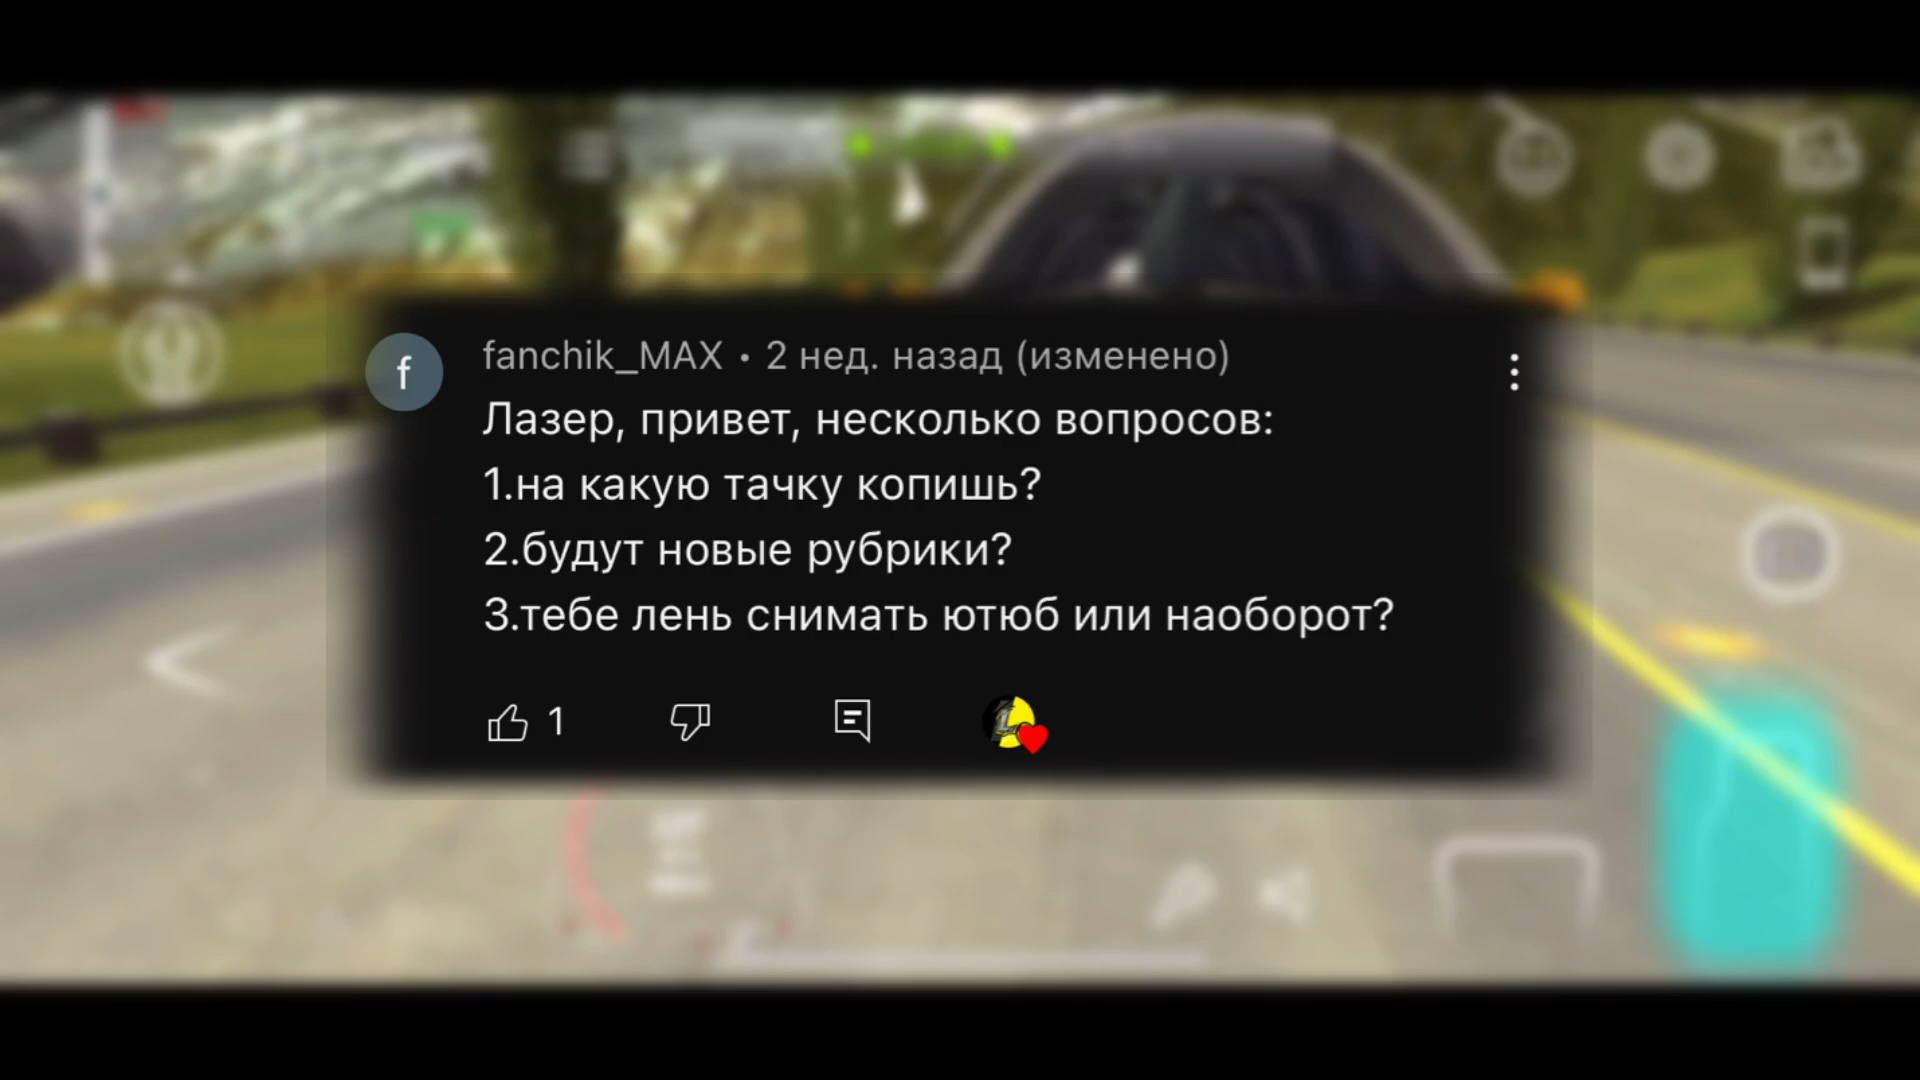 f
fanchik_MAX • 2 нед. назад (изменено)
Лазер, привет, несколько вопросов:
1.на какую тачку копишь?
2.будут новые рубрики?
3.тебе лень снимать ютюб или наоборот?
1